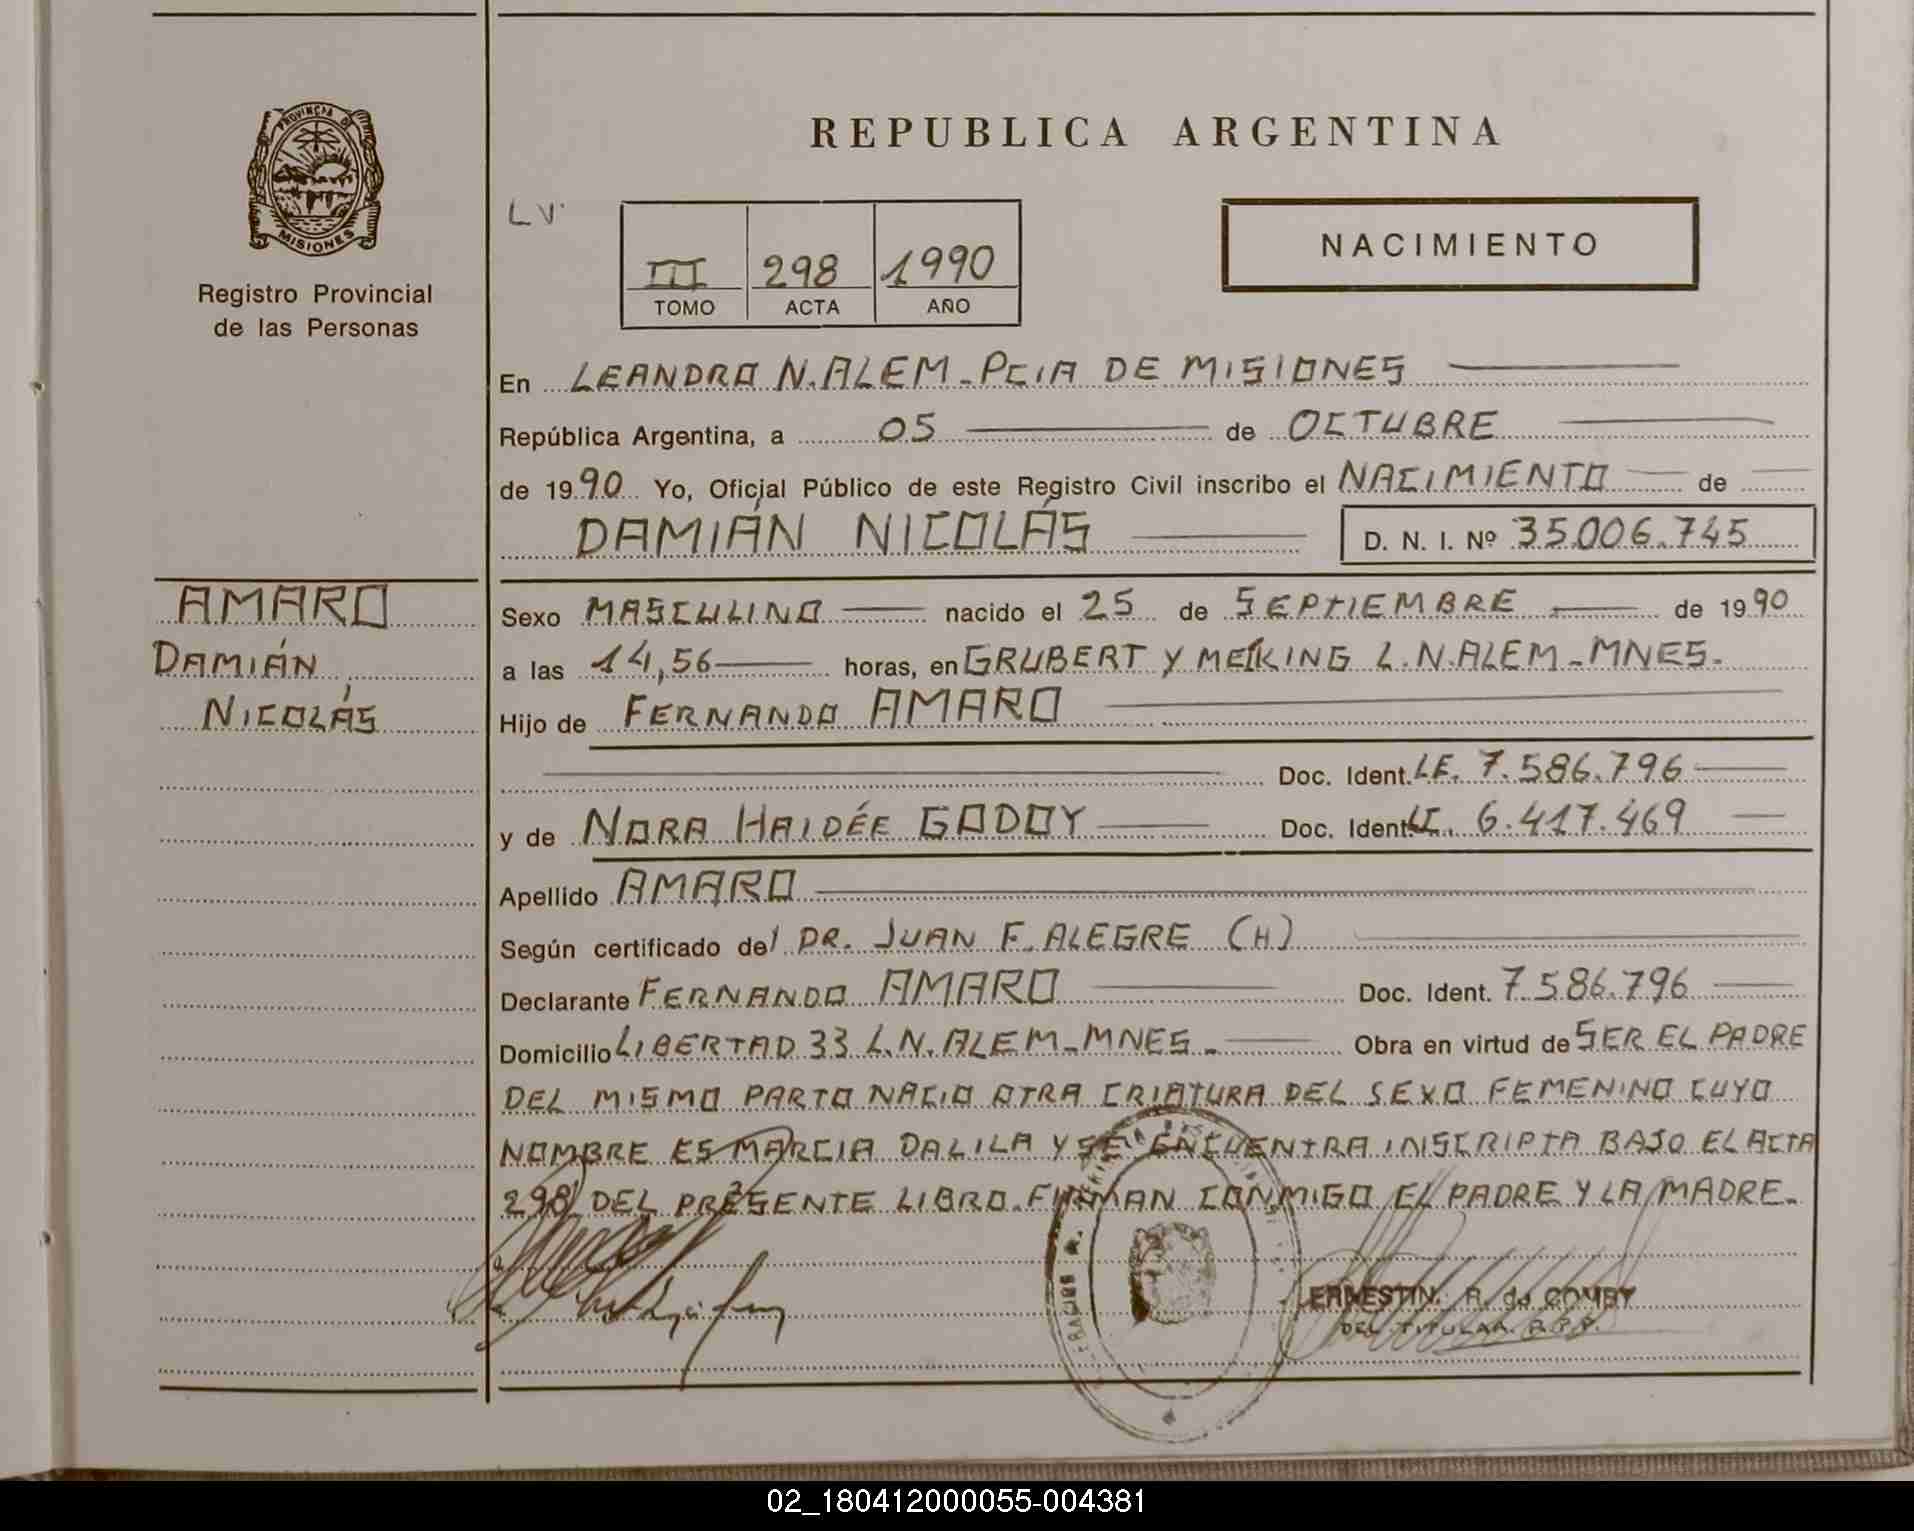 REPUBLICA ARGENTINA
PROVINCIA DE
MISIONES
Registro Provincial
de las Personas
LV.
III 298 1990
TOMO ACTA AÑO
NACIMIENTO
En LEANDRO N. ALEM - PCIA DE MISIONES
República Argentina, a 05 de OCTUBRE
de 1990 Yo, Oficial Público de este Registro Civil inscribo el NACIMIENTO de
DAMIÁN NICOLÁS D. N. I. Nº 35.006.745
AMARO
DAMIÁN
NICOLÁS
Sexo MASCULINO nacido el 25 de SEPTIEMBRE de 1990
a las 14,56 horas, en GRUBERT Y MEIKING L.N.ALEM - MNES.
Hijo de FERNANDO AMARO
Doc. Ident. LE. 7.586.796
y de NORA HAIDÉE GODOY Doc. Ident. 6.417.469
Apellido AMARO
Según certificado del DR. JUAN F. ALEGRE (H)
Declarante FERNANDO AMARO Doc. Ident. 7.586.796
Domicilio LIBERTAD 33 L.N. ALEM - MNES. Obra en virtud de SER EL PADRE
DEL MISMO PARTO NACIO OTRA CRIATURA DEL SEXO FEMENINO CUYO
NOMBRE ES MARCIA DALILA Y SE ENCUENTRA INSCRIPTA BAJO EL ACTA
298 DEL PRESENTE LIBRO. FIRMAN CONMIGO EL PADRE Y LA MADRE.
R. de
DEL. TITULAR. R.P.P.
02_180412000055-004381